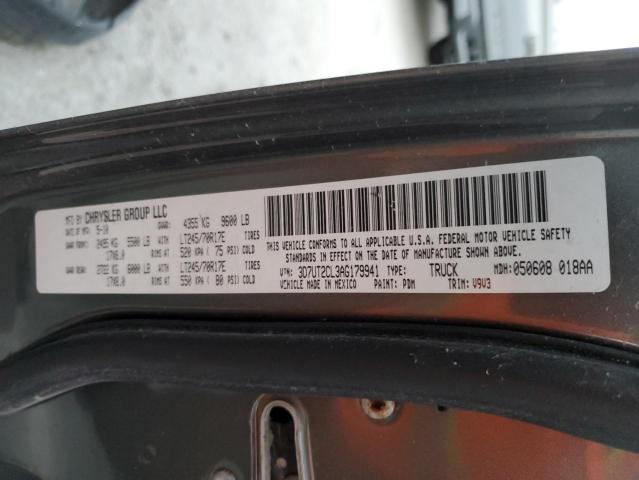 MFD BY CHRYSLER GROUP LLC
DATE OF MFR 5-10 GVWR: 4355 KG 9600 LB
GAWR FRONT 2495 KG 5500 LB WITH LT245/70R17E TIRES
17X8.0 RIMS AT 520 KPA ( 75 PSI) COLD
GAWR REAR 2722 KG 6000 LB WITH LT245/70R17E TIRES
17X8.0 RIMS AT 550 KPA ( 80 PSI) COLD
THIS VEHICLE CONFORMS TO ALL APPLICABLE U.S.A. FEDERAL MOTOR VEHICLE SAFETY
STANDARDS IN EFFECT ON THE DATE OF MANUFACTURE SHOWN ABOVE.
VIN: 3D7UT2CL3AG179941 TYPE: TRUCK MDH: 050608 018AA
VEHICLE MADE IN MEXICO PAINT: PDM TRIM: V9V3